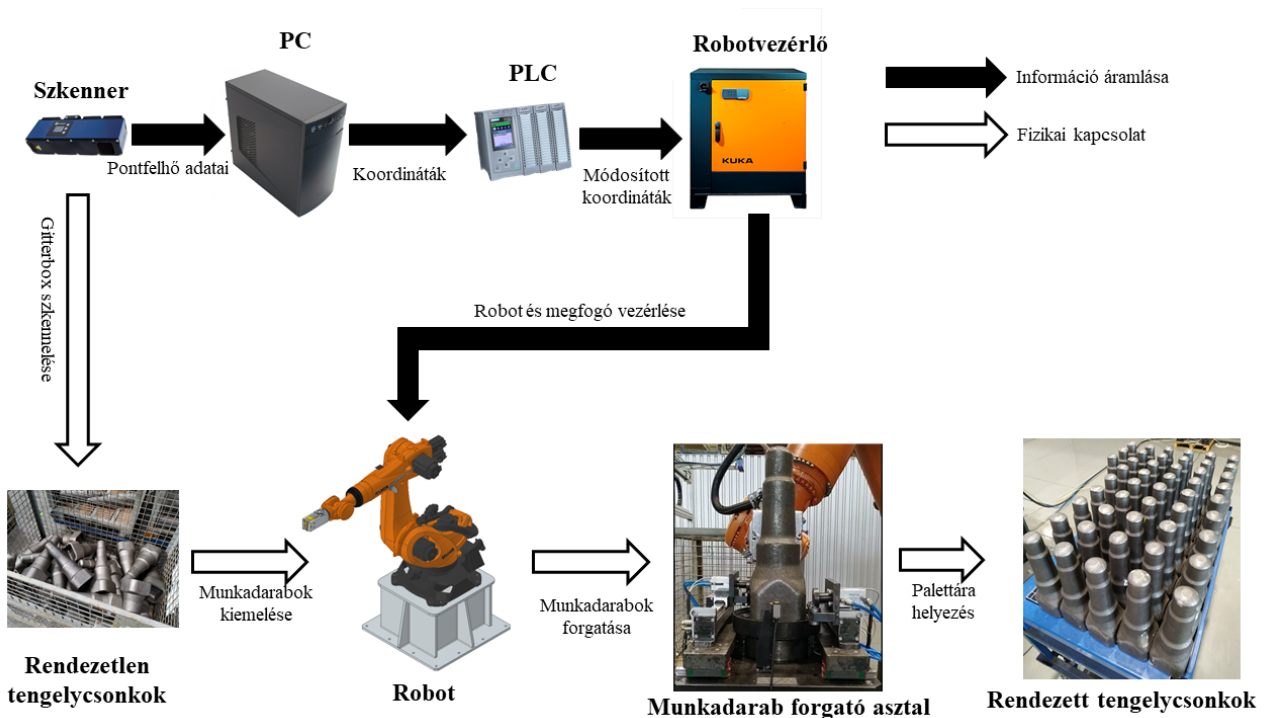 PC
Robotvezérlő
PLC
Szkenner
Információ áramlása
Fizikai kapcsolat
KUKA
Pontfelhő adatai
Koordináták
Módosított
koordináták
Gitterbox szkennelése
Robot és megfogó vezérlése
Munkadarabok
kiemelése
Munkadarabok
forgatása
Palettára
helyezés
Rendezetlen
tengelycsonkok
Robot
Munkadarab forgató asztal
Rendezett tengelycsonkok